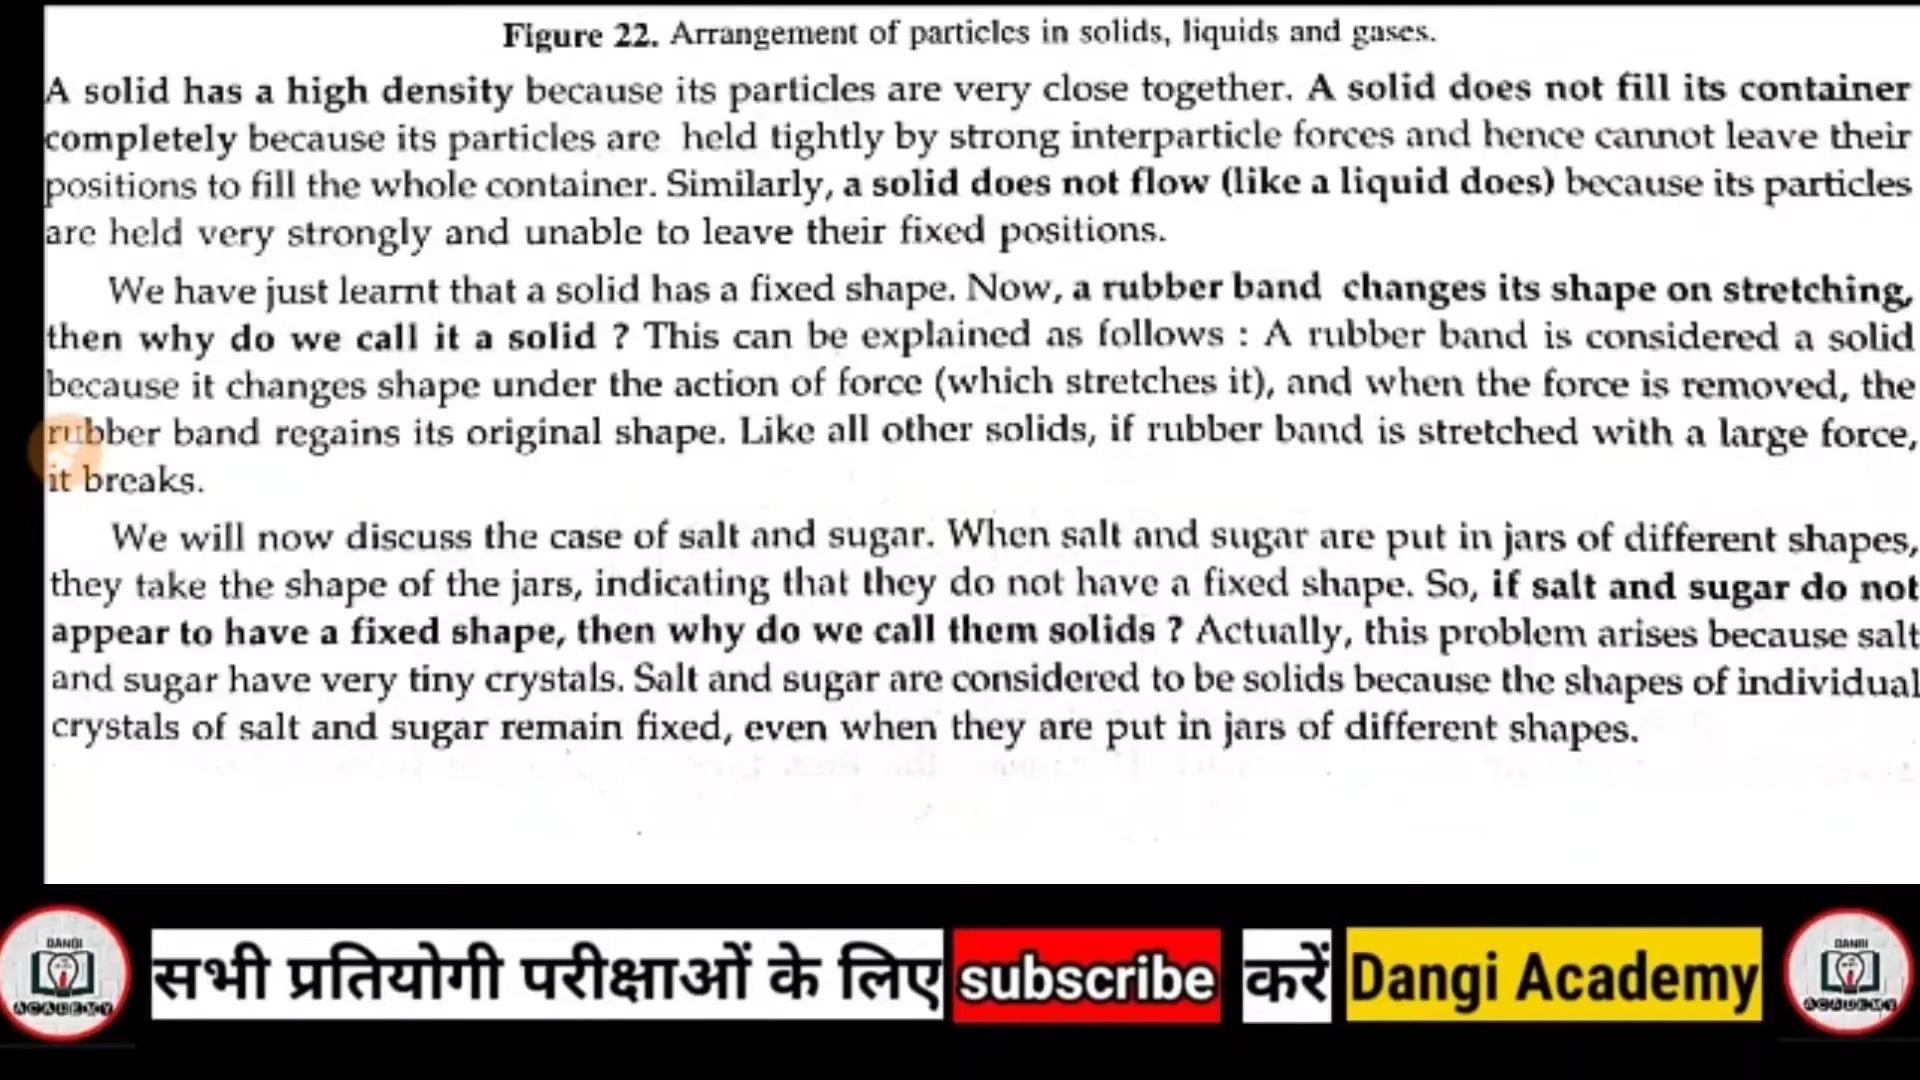 Figure 22. Arrangement of particles in solids, liquids and gases.
A solid has a high density because its particles are very close together. A solid does not fill its container
completely because its particles are held tightly by strong interparticle forces and hence cannot leave their
positions to fill the whole container. Similarly, a solid does not flow (like a liquid does) because its particles
are held very strongly and unable to leave their fixed positions.
We have just learnt that a solid has a fixed shape. Now, a rubber band changes its shape on stretching,
then why do we call it a solid ? This can be explained as follows : A rubber band is considered a solid
because it changes shape under the action of force (which stretches it), and when the force is removed, the
rubber band regains its original shape. Like all other solids, if rubber band is stretched with a large force,
it breaks.
We will now discuss the case of salt and sugar. When salt and sugar are put in jars of different shapes,
they take the shape of the jars, indicating that they do not have a fixed shape. So, if salt and sugar do not
appear to have a fixed shape, then why do we call them solids ? Actually, this problem arises because salt
and sugar have very tiny crystals. Salt and sugar are considered to be solids because the shapes of individual
crystals of salt and sugar remain fixed, even when they are put in jars of different shapes.
DANGI
ACADEMY
सभी प्रतियोगी परीक्षाओं के लिए subscribe करें Dangi Academy
DANGI
ACADEMY